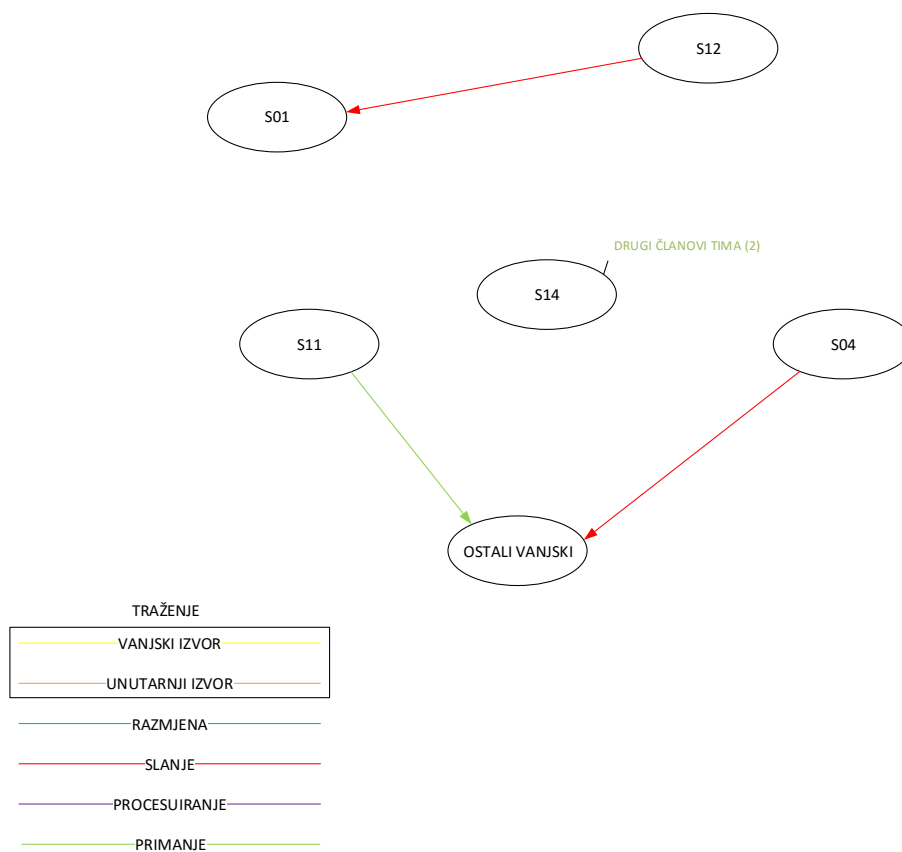 S12
S01
DRUGI ČLANOVI TIMA (2)
S14
S11
S04
OSTALI VANJSKI
TRAŽENJE
VANJSKI IZVOR
UNUTARNJI IZVOR
RAZMJENA
SLANJE
PROCESUIRANJE
PRIMANJE